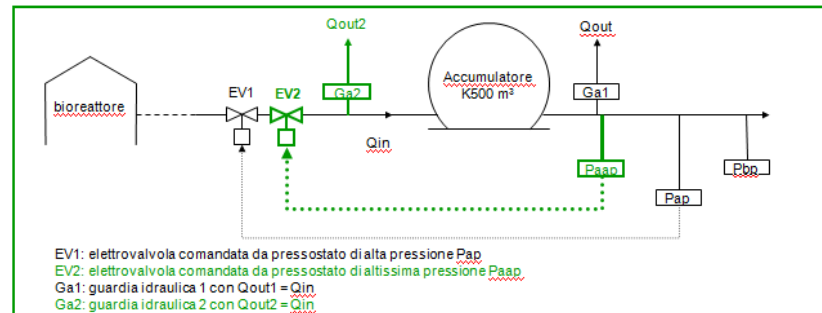 Qout2
Qout
bioreattore
EV1
EV2
Ga2
Accumulatore
K500 m³
Ga1
Qin
Paap
Pap
Pbp
EV1: elettrovalvola comandata da pressostato di alta pressione Pap
EV2: elettrovalvola comandata da pressostato di altissima pressione Paap
Ga1: guardia idraulica 1 con Qout1 = Qin
Ga2: guardia idraulica 2 con Qout2 = Qin